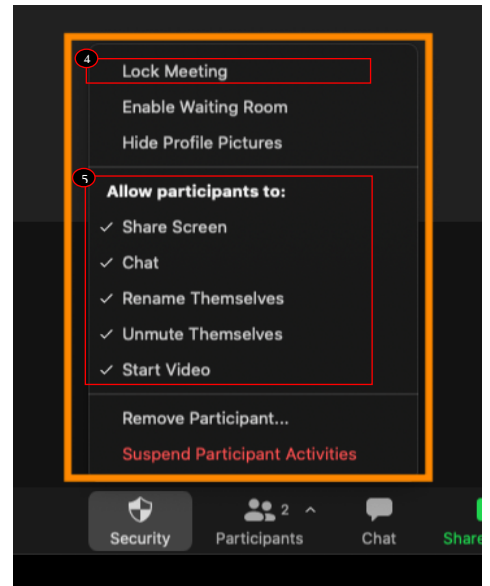 4
Lock Meeting
Enable Waiting Room
Hide Profile Pictures
5
Allow participants to:
✓ Share Screen
✓ Chat
✓ Rename Themselves
✓ Unmute Themselves
✓ Start Video
Remove Participant...
Suspend Participant Activities
2
Security Participants Chat Share